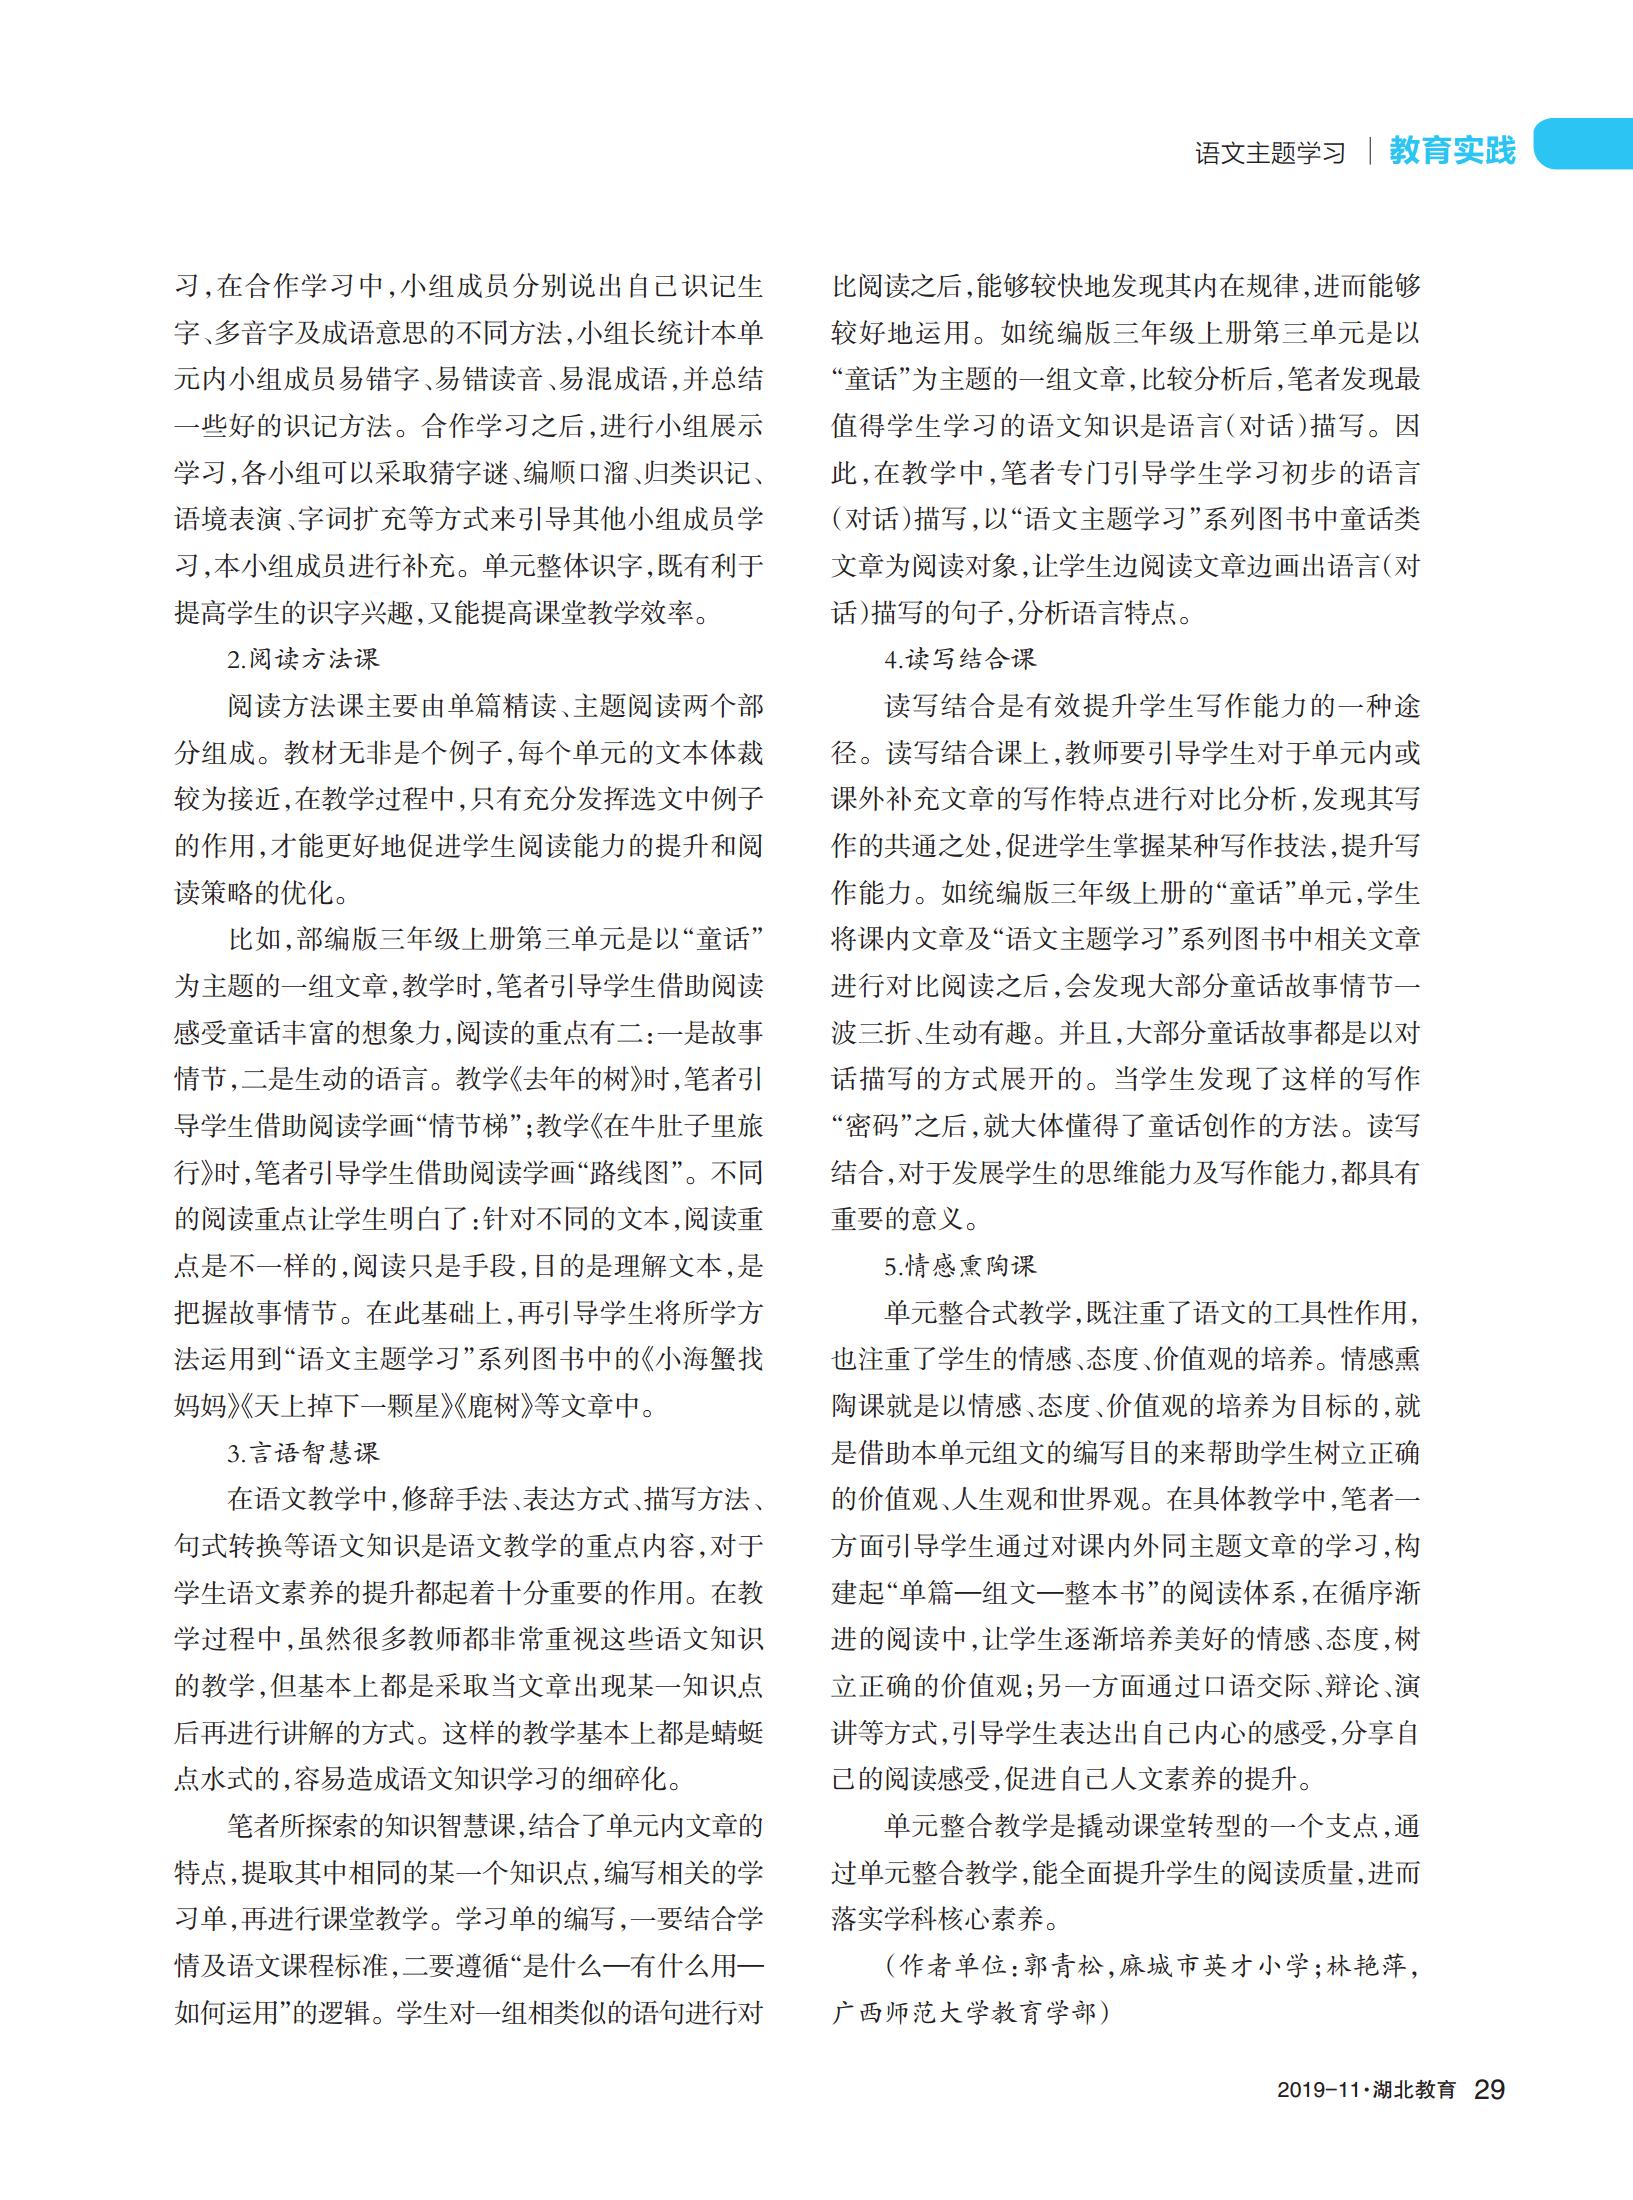 语文主题学习 | 教育实践
习,在合作学习中,小组成员分别说出自己识记生
字、多音字及成语意思的不同方法,小组长统计本单
元内小组成员易错字、易错读音、易混成语,并总结
一些好的识记方法。合作学习之后,进行小组展示
学习,各小组可以采取猜字谜、编顺口溜、归类识记、
语境表演、字词扩充等方式来引导其他小组成员学
习,本小组成员进行补充。单元整体识字,既有利于
提高学生的识字兴趣,又能提高课堂教学效率。
2.阅读方法课
阅读方法课主要由单篇精读、主题阅读两个部
分组成。教材无非是个例子,每个单元的文本体裁
较为接近,在教学过程中,只有充分发挥选文中例子
的作用,才能更好地促进学生阅读能力的提升和阅
读策略的优化。
比如,部编版三年级上册第三单元是以“童话”
为主题的一组文章,教学时,笔者引导学生借助阅读
感受童话丰富的想象力,阅读的重点有二:一是故事
情节,二是生动的语言。教学《去年的树》时,笔者引
导学生借助阅读学画“情节梯”;教学《在牛肚子里旅
行》时,笔者引导学生借助阅读学画“路线图”。不同
的阅读重点让学生明白了:针对不同的文本,阅读重
点是不一样的,阅读只是手段,目的是理解文本,是
把握故事情节。在此基础上,再引导学生将所学方
法运用到“语文主题学习”系列图书中的《小海蟹找
妈妈》《天上掉下一颗星》《鹿树》等文章中。
3.言语智慧课
在语文教学中,修辞手法、表达方式、描写方法、
句式转换等语文知识是语文教学的重点内容,对于
学生语文素养的提升都起着十分重要的作用。在教
学过程中,虽然很多教师都非常重视这些语文知识
的教学,但基本上都是采取当文章出现某一知识点
后再进行讲解的方式。这样的教学基本上都是蜻蜓
点水式的,容易造成语文知识学习的细碎化。
笔者所探索的知识智慧课,结合了单元内文章的
特点,提取其中相同的某一个知识点,编写相关的学
习单,再进行课堂教学。学习单的编写,一要结合学
情及语文课程标准,二要遵循“是什么—有什么用—
如何运用”的逻辑。学生对一组相类似的语句进行对
比阅读之后,能够较快地发现其内在规律,进而能够
较好地运用。如统编版三年级上册第三单元是以
“童话”为主题的一组文章,比较分析后,笔者发现最
值得学生学习的语文知识是语言(对话)描写。因
此,在教学中,笔者专门引导学生学习初步的语言
(对话)描写,以“语文主题学习”系列图书中童话类
文章为阅读对象,让学生边阅读文章边画出语言(对
话)描写的句子,分析语言特点。
4.读写结合课
读写结合是有效提升学生写作能力的一种途
径。读写结合课上,教师要引导学生对于单元内或
课外补充文章的写作特点进行对比分析,发现其写
作的共通之处,促进学生掌握某种写作技法,提升写
作能力。如统编版三年级上册的“童话”单元,学生
将课内文章及“语文主题学习”系列图书中相关文章
进行对比阅读之后,会发现大部分童话故事情节一
波三折、生动有趣。并且,大部分童话故事都是以对
话描写的方式展开的。当学生发现了这样的写作
“密码”之后,就大体懂得了童话创作的方法。读写
结合,对于发展学生的思维能力及写作能力,都具有
重要的意义。
5.情感熏陶课
单元整合式教学,既注重了语文的工具性作用,
也注重了学生的情感、态度、价值观的培养。情感熏
陶课就是以情感、态度、价值观的培养为目标的,就
是借助本单元组文的编写目的来帮助学生树立正确
的价值观、人生观和世界观。在具体教学中,笔者一
方面引导学生通过对课内外同主题文章的学习,构
建起“单篇—组文—整本书”的阅读体系,在循序渐
进的阅读中,让学生逐渐培养美好的情感、态度,树
立正确的价值观;另一方面通过口语交际、辩论、演
讲等方式,引导学生表达出自己内心的感受,分享自
己的阅读感受,促进自己人文素养的提升。
单元整合教学是撬动课堂转型的一个支点,通
过单元整合教学,能全面提升学生的阅读质量,进而
落实学科核心素养。
(作者单位:郭青松,麻城市英才小学;林艳萍,
广西师范大学教育学部)
2019-11·湖北教育 29